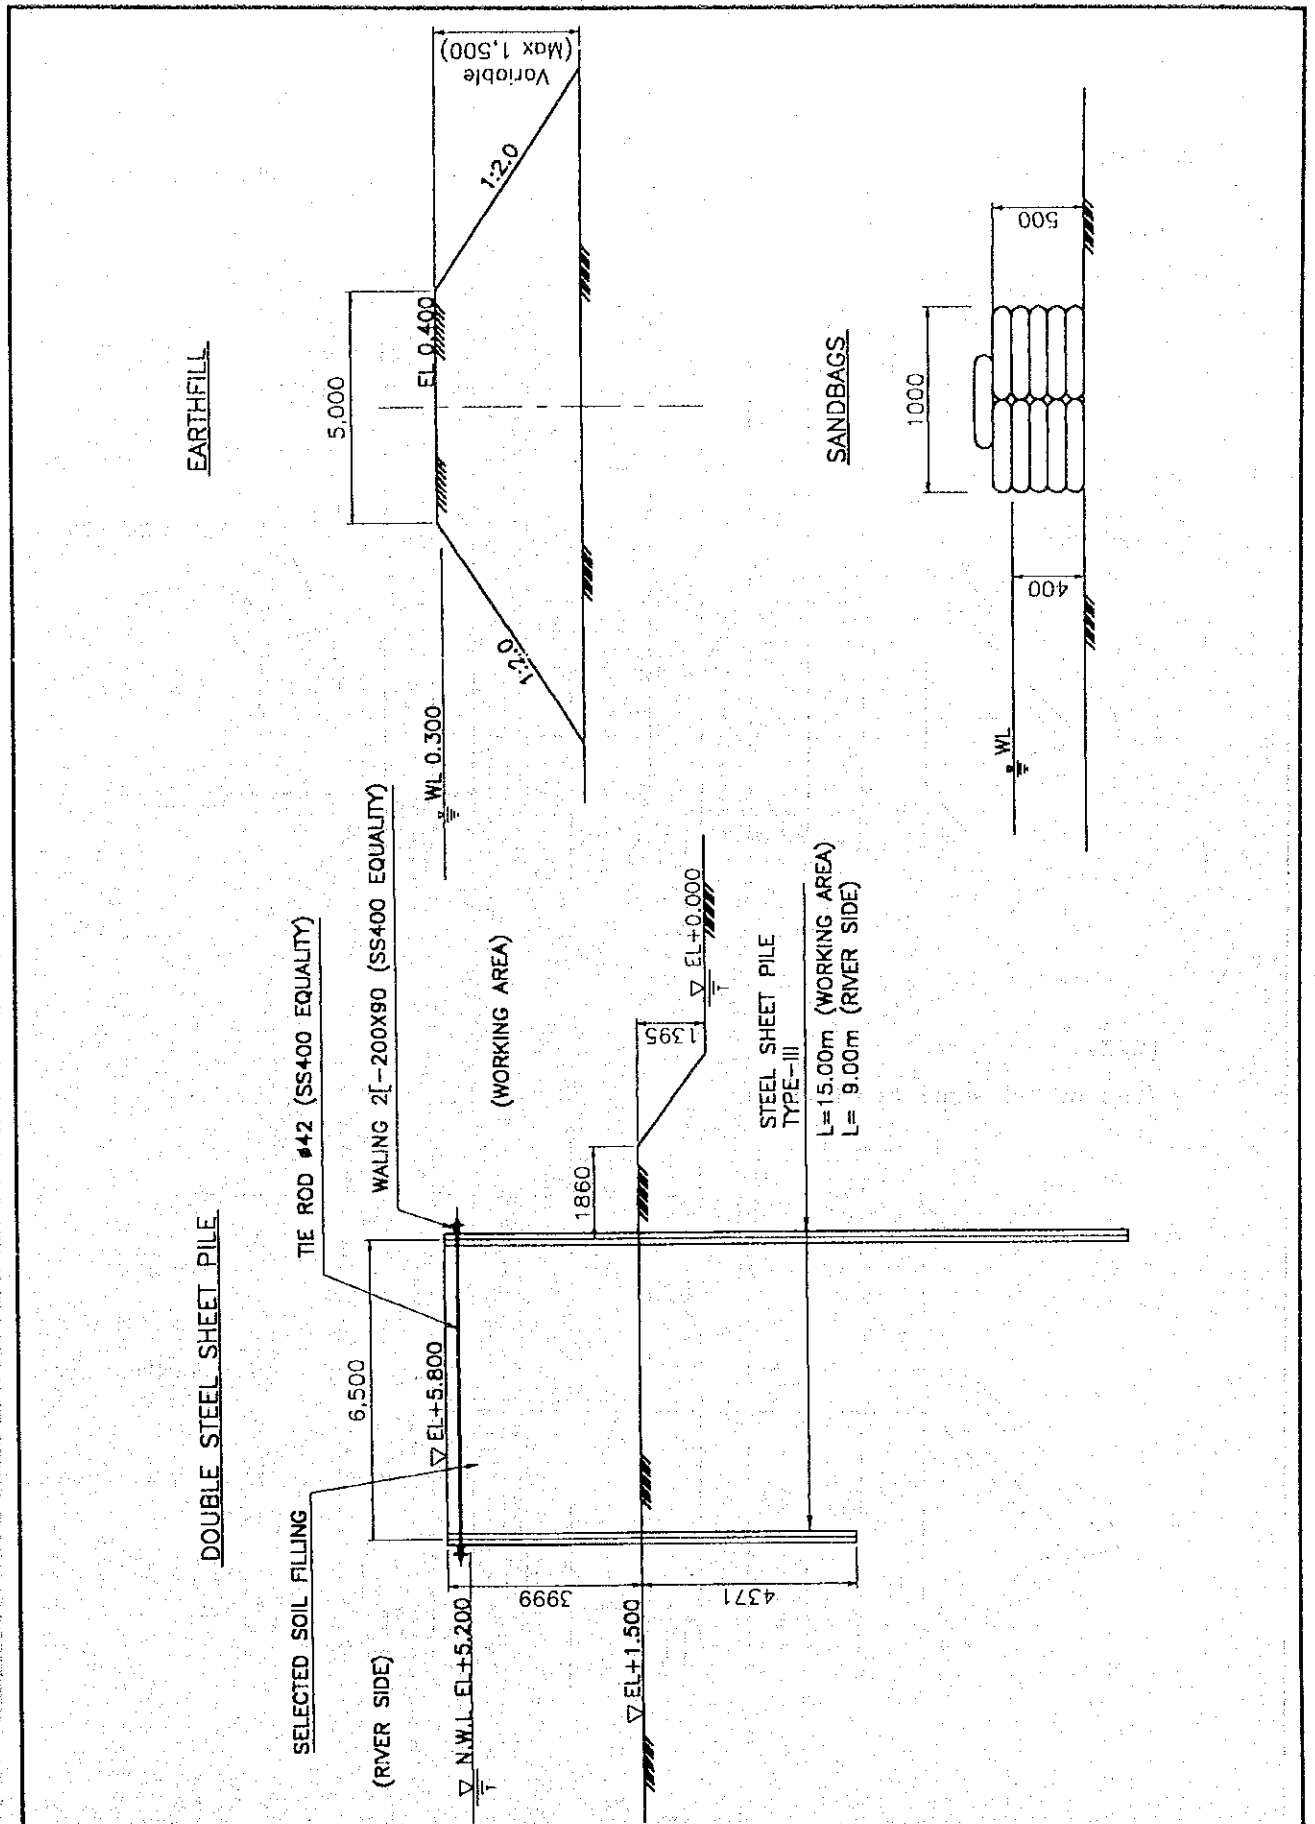 DOUBLE STEEL SHEET PILE
SELECTED SOIL FILLING
TIE ROD ø42 (SS400 EQUALITY)
WALING 2[-200X90 (SS400 EQUALITY)
6,500
(RIVER SIDE)
▽ EL+5.800
▽ N.W.L EL+5.200
(WORKING AREA)
3999
1860
▽ EL+1.500
1395
▽ EL+0.000
4371
STEEL SHEET PILE
TYPE-III
L=15.00m (WORKING AREA)
L= 9.00m (RIVER SIDE)
EARTHFILL
5,000
EL 0.400
WL 0.300
1:2.0
1:2.0
Variable
(Max 1,500)
SANDBAGS
1000
WL
400
500